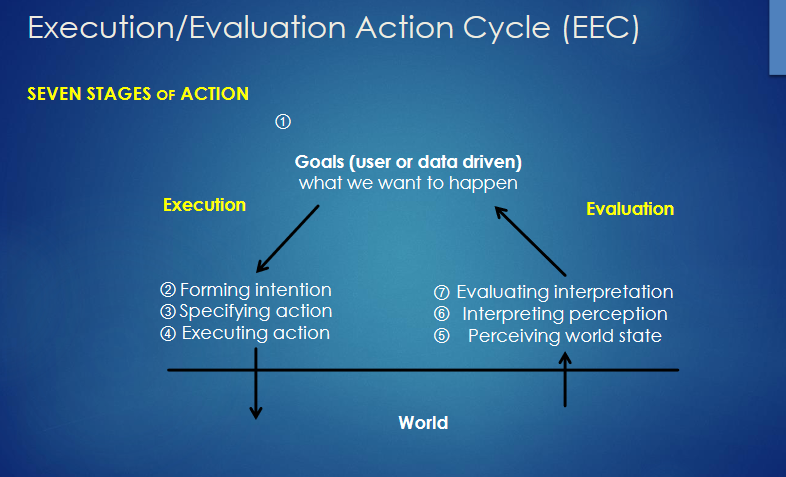 Execution/Evaluation Action Cycle (EEC)
SEVEN STAGES OF ACTION
①
Goals (user or data driven)
what we want to happen
Execution
Evaluation
② Forming intention
③ Specifying action
④ Executing action
⑦ Evaluating interpretation
⑥ Interpreting perception
⑤ Perceiving world state
World